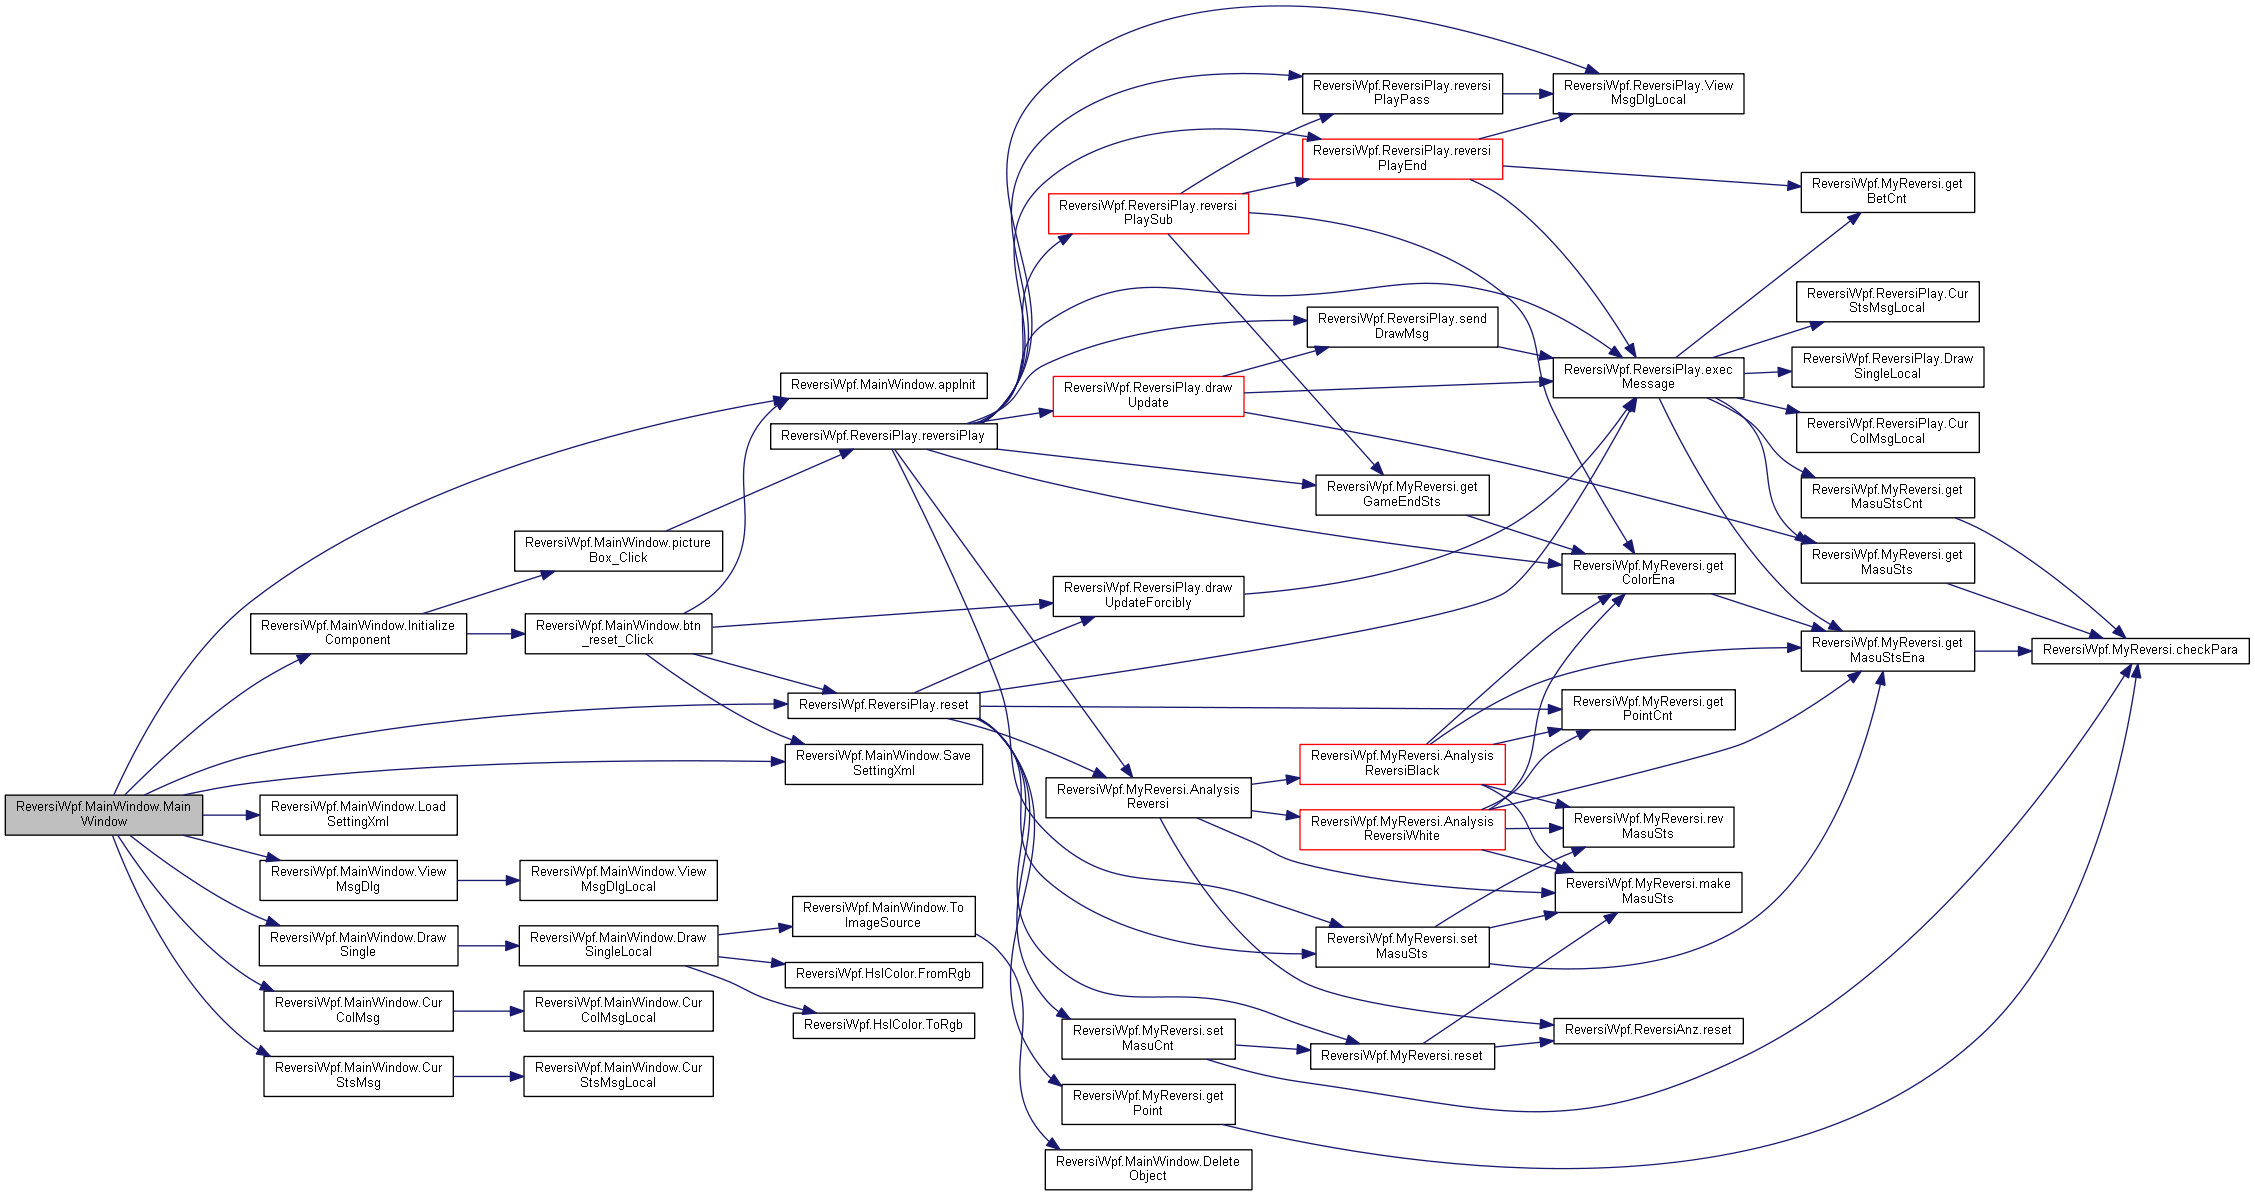 ReversiWpf.MainWindow.Main
Window
ReversiWpf.MainWindow.Initialize
Component
ReversiWpf.MainWindow.Load
SettingXml
ReversiWpf.MainWindow.View
MsgDlg
ReversiWpf.MainWindow.Draw
Single
ReversiWpf.MainWindow.Cur
ColMsg
ReversiWpf.MainWindow.Cur
StsMsg
ReversiWpf.MainWindow.picture
Box_Click
ReversiWpf.MainWindow.btn
_reset_Click
ReversiWpf.MainWindow.View
MsgDlgLocal
ReversiWpf.MainWindow.Draw
SingleLocal
ReversiWpf.MainWindow.Cur
ColMsgLocal
ReversiWpf.MainWindow.Cur
StsMsgLocal
ReversiWpf.MainWindow.appInit
ReversiWpf.ReversiPlay.reversiPlay
ReversiWpf.ReversiPlay.reset
ReversiWpf.MainWindow.Save
SettingXml
ReversiWpf.MainWindow.To
ImageSource
ReversiWpf.HslColor.FromRgb
ReversiWpf.HslColor.ToRgb
ReversiWpf.ReversiPlay.reversi
PlaySub
ReversiWpf.ReversiPlay.draw
Update
ReversiWpf.ReversiPlay.draw
UpdateForcibly
ReversiWpf.MyReversi.Analysis
Reversi
ReversiWpf.MyReversi.set
MasuCnt
ReversiWpf.MyReversi.get
Point
ReversiWpf.MainWindow.Delete
Object
ReversiWpf.ReversiPlay.reversi
PlayPass
ReversiWpf.ReversiPlay.reversi
PlayEnd
ReversiWpf.ReversiPlay.send
DrawMsg
ReversiWpf.MyReversi.get
GameEndSts
ReversiWpf.MyReversi.Analysis
ReversiBlack
ReversiWpf.MyReversi.Analysis
ReversiWhite
ReversiWpf.MyReversi.set
MasuSts
ReversiWpf.MyReversi.reset
ReversiWpf.ReversiPlay.View
MsgDlgLocal
ReversiWpf.ReversiPlay.exec
Message
ReversiWpf.MyReversi.get
ColorEna
ReversiWpf.MyReversi.get
PointCnt
ReversiWpf.MyReversi.rev
MasuSts
ReversiWpf.MyReversi.make
MasuSts
ReversiWpf.ReversiAnz.reset
ReversiWpf.MyReversi.get
BetCnt
ReversiWpf.ReversiPlay.Cur
StsMsgLocal
ReversiWpf.ReversiPlay.Draw
SingleLocal
ReversiWpf.ReversiPlay.Cur
ColMsgLocal
ReversiWpf.MyReversi.get
MasuStsCnt
ReversiWpf.MyReversi.get
MasuSts
ReversiWpf.MyReversi.get
MasuStsEna
ReversiWpf.MyReversi.checkPara